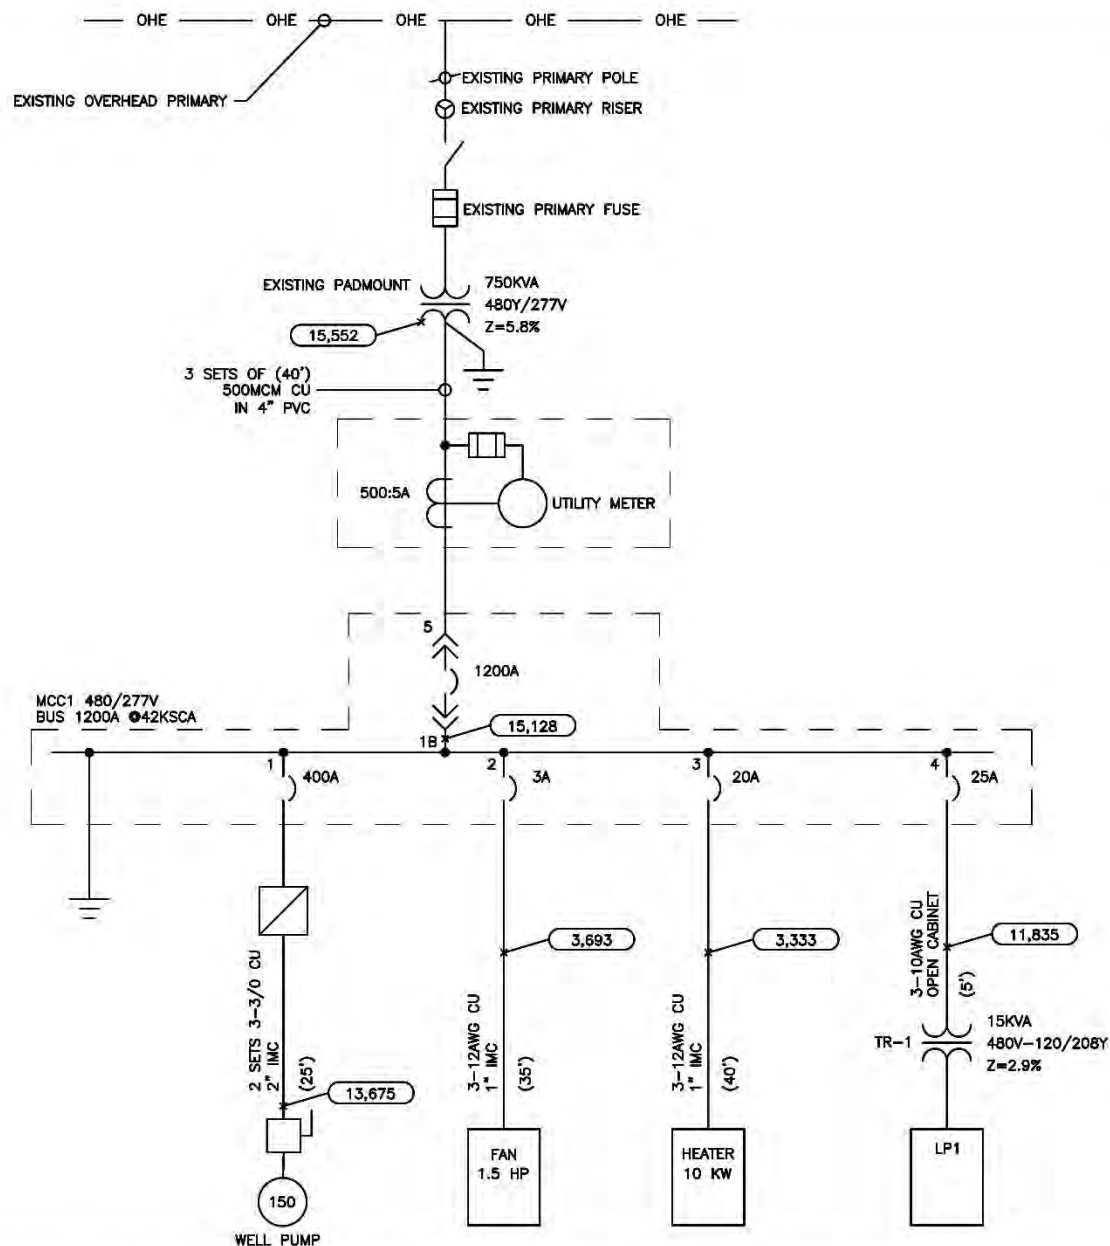 OHE OHE OHE OHE
EXISTING OVERHEAD PRIMARY
EXISTING PRIMARY POLE
EXISTING PRIMARY RISER
EXISTING PRIMARY FUSE
EXISTING PADMOUNT
750KVA
480Y/277V
Z=5.8%
15,552
3 SETS OF (40')
500MCM CU
IN 4" PVC
500:5A
UTILITY METER
5
1200A
MCC1 480/277V
BUS 1200A @42KSCA
1B
15,128
1
400A
2
3A
3
20A
4
25A
2 SETS 3-3/0 CU
2" IMC
(25')
13,675
150
WELL PUMP
3,693
3-12AWG CU
1" IMC
(35')
FAN
1.5 HP
3,333
3-12AWG CU
1" IMC
(40')
HEATER
10 KW
11,835
3-10AWG CU
OPEN CABINET
(5')
TR-1
15KVA
480V-120/208Y
Z=2.9%
LP1